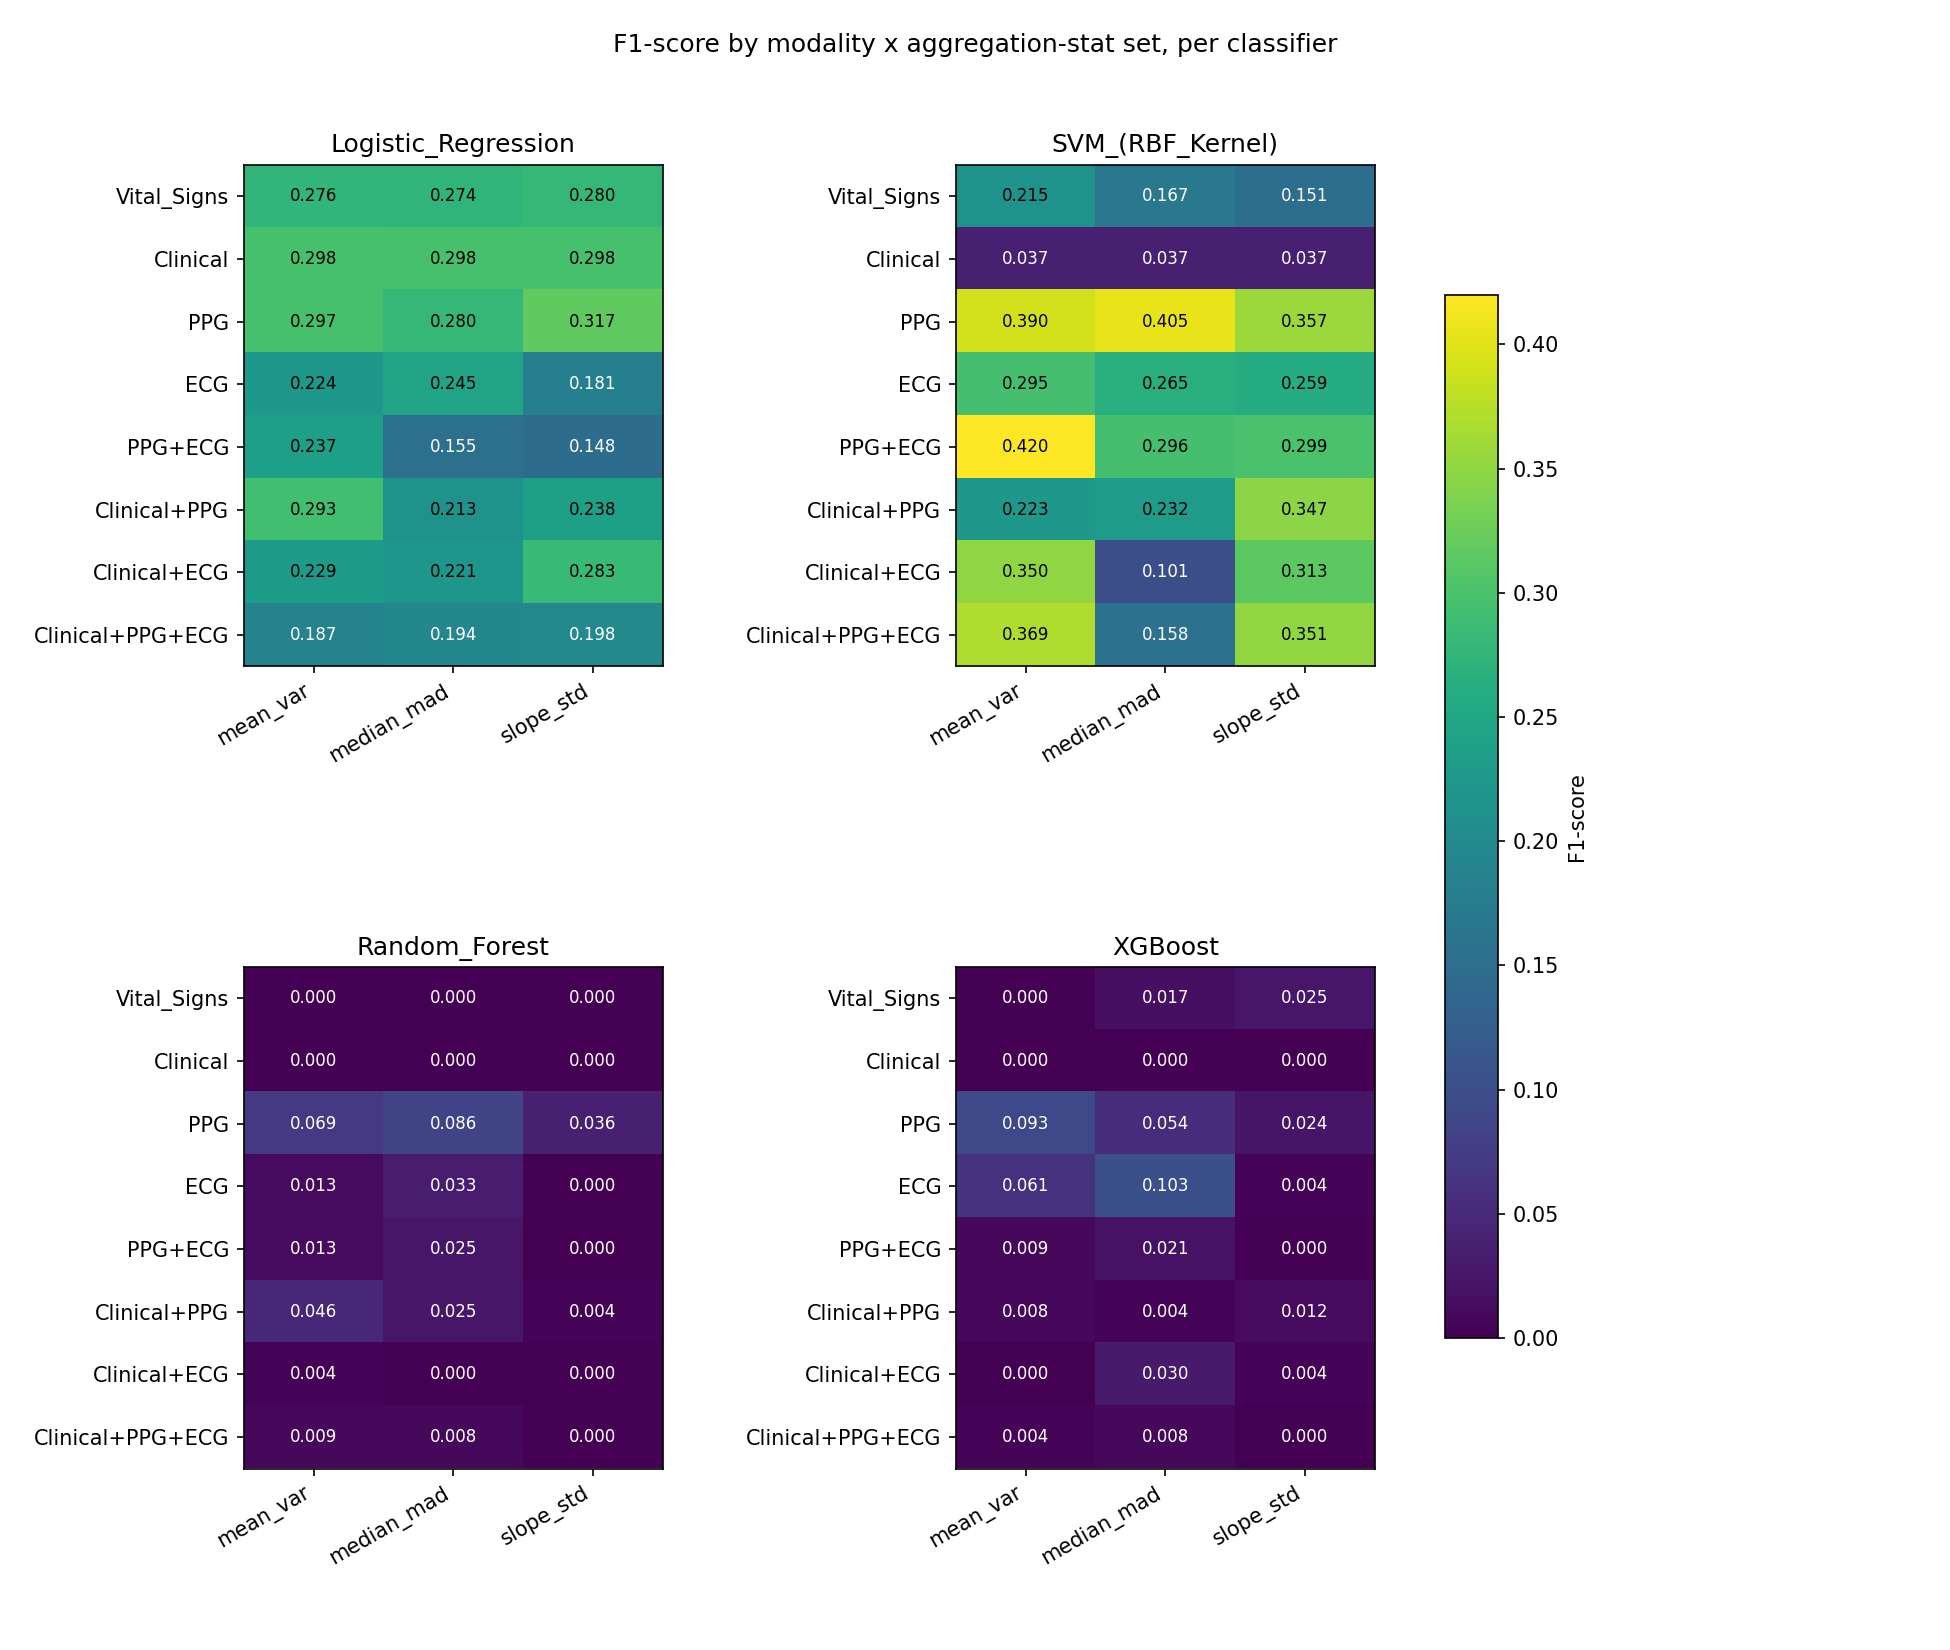 F1-score by modality x aggregation-stat set, per classifier
Logistic_Regression
Vital_Signs 0.276 0.274 0.280
Clinical 0.298 0.298 0.298
PPG 0.297 0.280 0.317
ECG 0.224 0.245 0.181
PPG+ECG 0.237 0.155 0.148
Clinical+PPG 0.293 0.213 0.238
Clinical+ECG 0.229 0.221 0.283
Clinical+PPG+ECG 0.187 0.194 0.198
mean_var median_mad slope_std
SVM_(RBF_Kernel)
Vital_Signs 0.215 0.167 0.151
Clinical 0.037 0.037 0.037
PPG 0.390 0.405 0.357
ECG 0.295 0.265 0.259
PPG+ECG 0.420 0.296 0.299
Clinical+PPG 0.223 0.232 0.347
Clinical+ECG 0.350 0.101 0.313
Clinical+PPG+ECG 0.369 0.158 0.351
mean_var median_mad slope_std
Random_Forest
Vital_Signs 0.000 0.000 0.000
Clinical 0.000 0.000 0.000
PPG 0.069 0.086 0.036
ECG 0.013 0.033 0.000
PPG+ECG 0.013 0.025 0.000
Clinical+PPG 0.046 0.025 0.004
Clinical+ECG 0.004 0.000 0.000
Clinical+PPG+ECG 0.009 0.008 0.000
mean_var median_mad slope_std
XGBoost
Vital_Signs 0.000 0.017 0.025
Clinical 0.000 0.000 0.000
PPG 0.093 0.054 0.024
ECG 0.061 0.103 0.004
PPG+ECG 0.009 0.021 0.000
Clinical+PPG 0.008 0.004 0.012
Clinical+ECG 0.000 0.030 0.004
Clinical+PPG+ECG 0.004 0.008 0.000
mean_var median_mad slope_std
0.40
0.35
0.30
0.25
0.20
0.15
0.10
0.05
0.00
F1-score